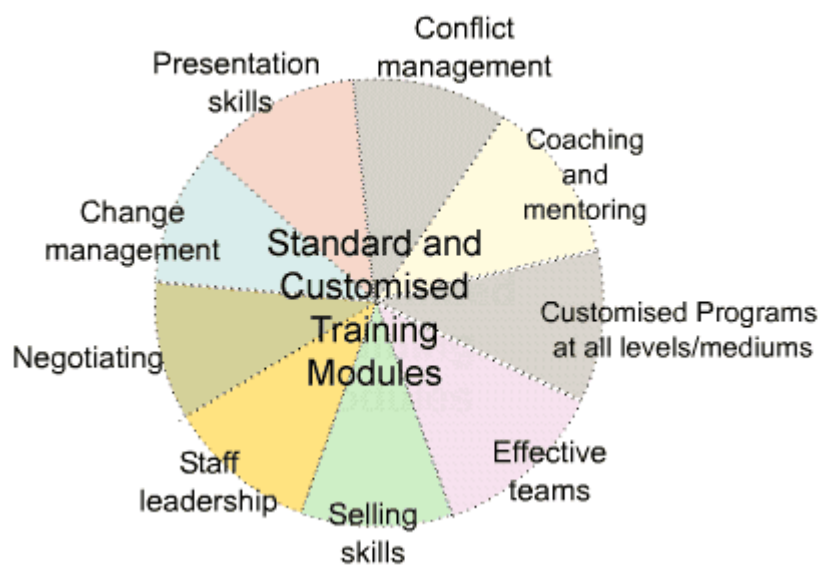 Conflict
management
Presentation
skills
Coaching
and
mentoring
Change
management
Standard and
Customised
Training
Modules
Customised Programs
at all levels/mediums
Negotiating
Effective
teams
Staff
leadership
Selling
skills